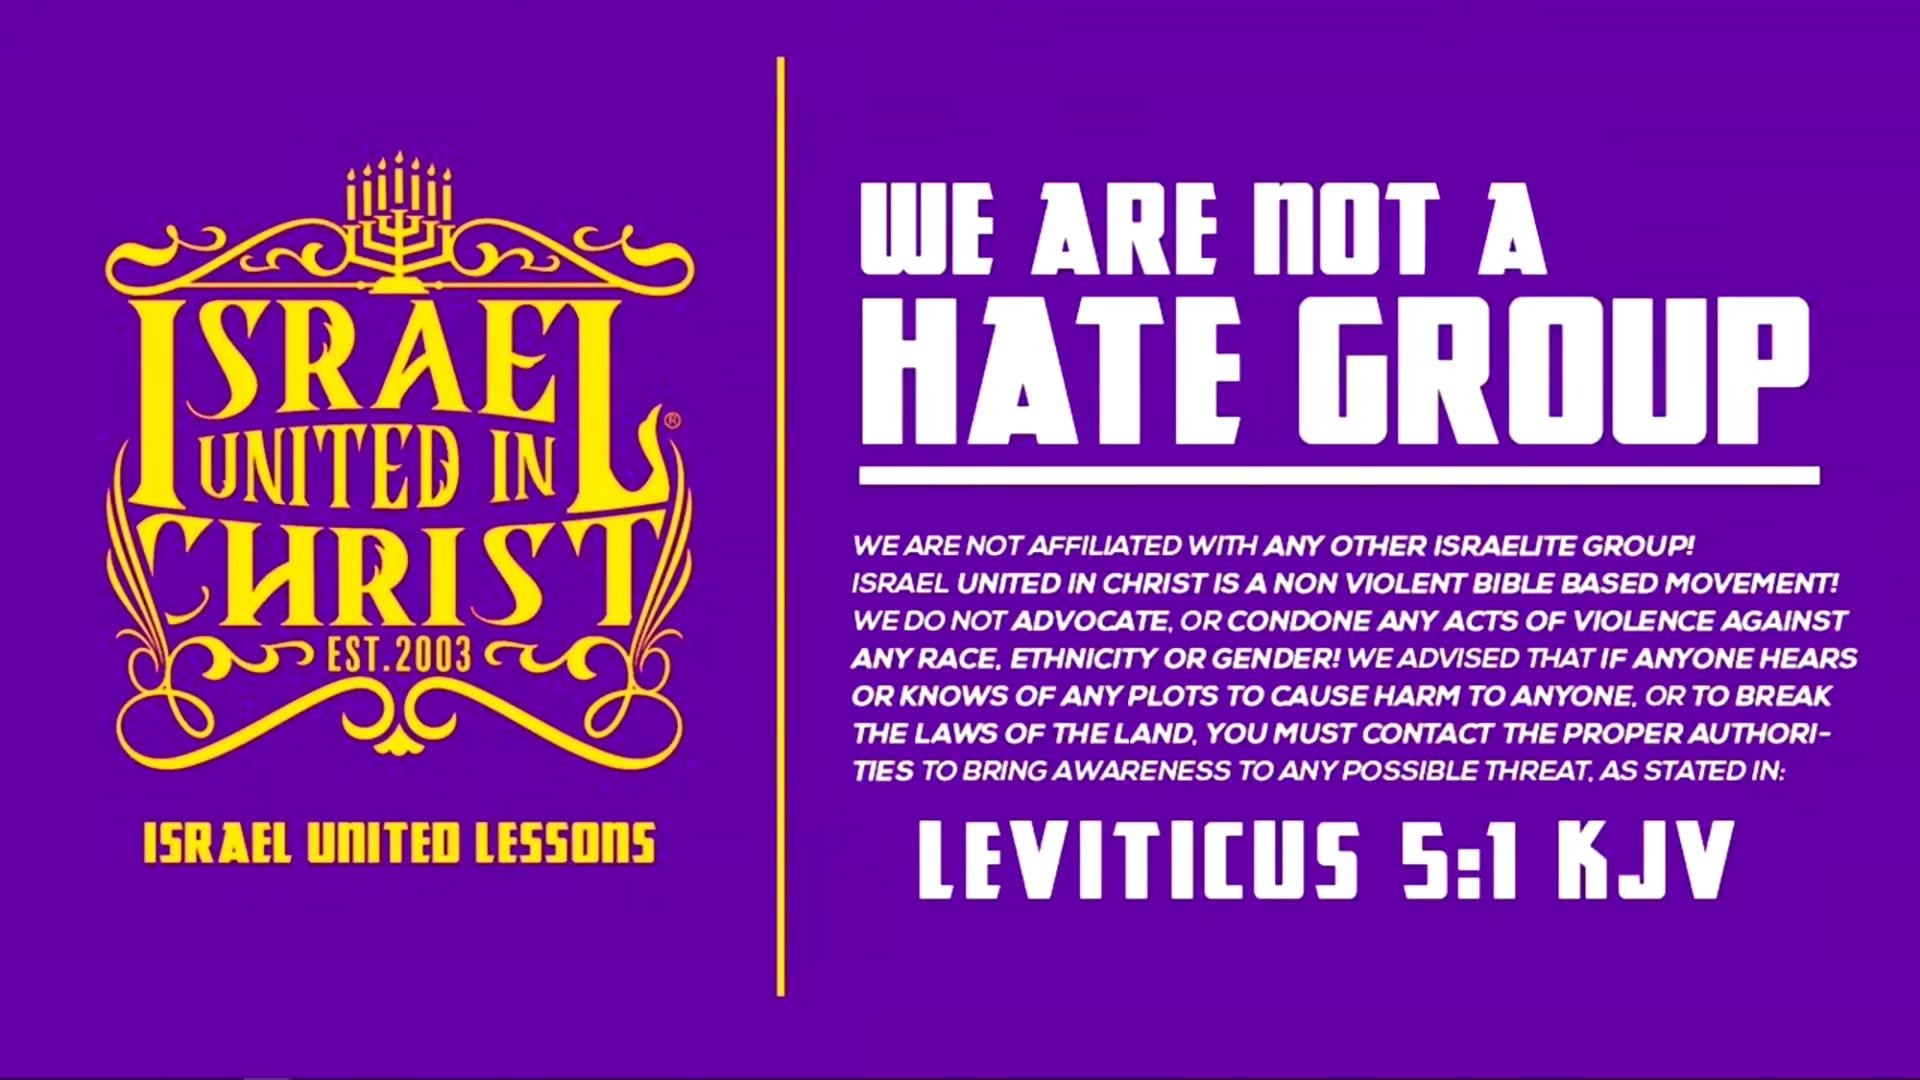 ISRAEL
UNITED IN
CHRIST
®
EST.2003
ISRAEL UNITED LESSONS
WE ARE NOT A
HATE GROUP
WE ARE NOT AFFILIATED WITH ANY OTHER ISRAELITE GROUP!
ISRAEL UNITED IN CHRIST IS A NON VIOLENT BIBLE BASED MOVEMENT!
WE DO NOT ADVOCATE, OR CONDONE ANY ACTS OF VIOLENCE AGAINST
ANY RACE, ETHNICITY OR GENDER! WE ADVISED THAT IF ANYONE HEARS
OR KNOWS OF ANY PLOTS TO CAUSE HARM TO ANYONE, OR TO BREAK
THE LAWS OF THE LAND, YOU MUST CONTACT THE PROPER AUTHORI-
TIES TO BRING AWARENESS TO ANY POSSIBLE THREAT, AS STATED IN:
LEVITICUS 5:1 KJV